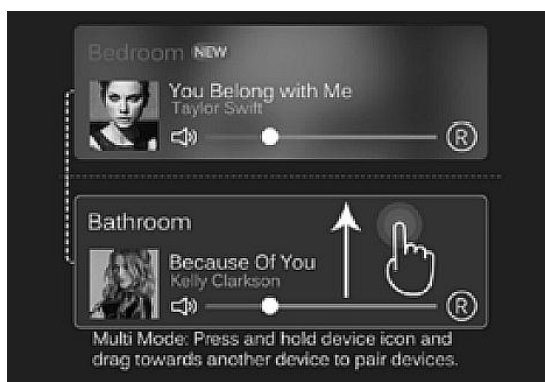 Bedroom NEW
You Belong with Me
Taylor Swift
R
Bathroom
Because Of You
Kelly Clarkson
R
Multi Mode: Press and hold device icon and
drag towards another device to pair devices.